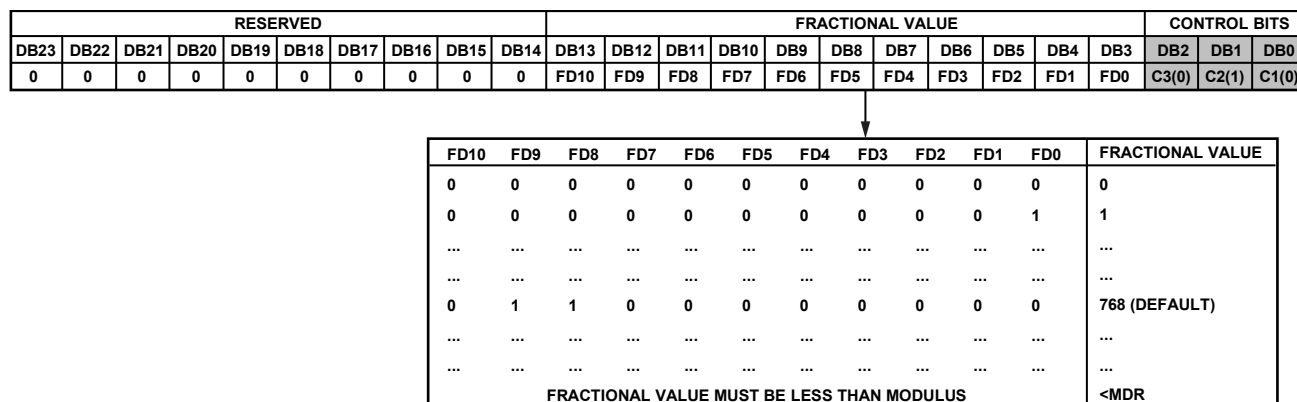 RESERVED FRACTIONAL VALUE CONTROL BITS
DB23 DB22 DB21 DB20 DB19 DB18 DB17 DB16 DB15 DB14 DB13 DB12 DB11 DB10 DB9 DB8 DB7 DB6 DB5 DB4 DB3 DB2 DB1 DB0
0 0 0 0 0 0 0 0 0 0 FD10 FD9 FD8 FD7 FD6 FD5 FD4 FD3 FD2 FD1 FD0 C3(0) C2(1) C1(0)
FD10 FD9 FD8 FD7 FD6 FD5 FD4 FD3 FD2 FD1 FD0 FRACTIONAL VALUE
0 0 0 0 0 0 0 0 0 0 0 0
0 0 0 0 0 0 0 0 0 0 1 1
... ... ... ... ... ... ... ... ... ... ... ...
... ... ... ... ... ... ... ... ... ... ... ...
0 1 1 0 0 0 0 0 0 0 0 768 (DEFAULT)
... ... ... ... ... ... ... ... ... ... ... ...
... ... ... ... ... ... ... ... ... ... ... ...
FRACTIONAL VALUE MUST BE LESS THAN MODULUS <MDR